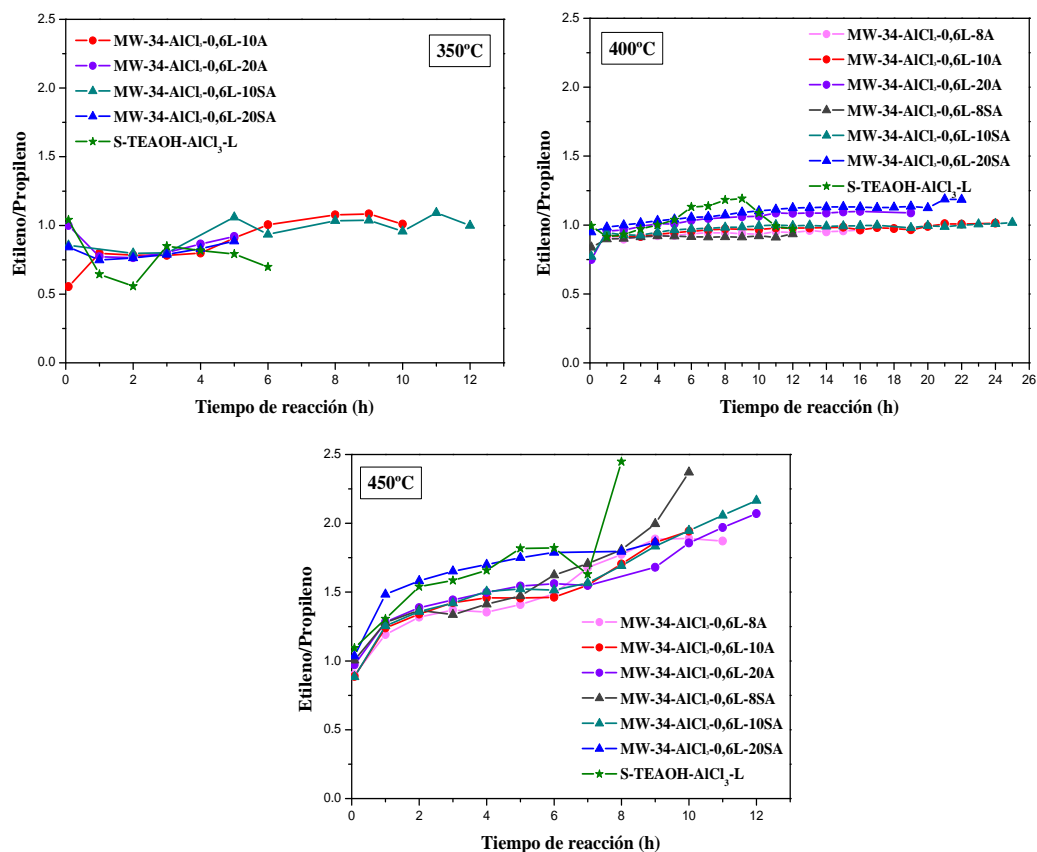 2.5
2.0
1.5
1.0
0.5
0.0
0 2 4 6 8 10 12
Etileno/Propileno
Tiempo de reacción (h)
350ºC
MW-34-AlCl₃-0,6L-10A
MW-34-AlCl₃-0,6L-20A
MW-34-AlCl₃-0,6L-10SA
MW-34-AlCl₃-0,6L-20SA
S-TEAOH-AlCl₃-L
2.5
2.0
1.5
1.0
0.5
0.0
0 2 4 6 8 10 12 14 16 18 20 22 24 26
Etileno/Propileno
Tiempo de reacción (h)
400ºC
MW-34-AlCl₃-0,6L-8A
MW-34-AlCl₃-0,6L-10A
MW-34-AlCl₃-0,6L-20A
MW-34-AlCl₃-0,6L-8SA
MW-34-AlCl₃-0,6L-10SA
MW-34-AlCl₃-0,6L-20SA
S-TEAOH-AlCl₃-L
2.5
2.0
1.5
1.0
0.5
0.0
0 2 4 6 8 10 12
Etileno/Propileno
Tiempo de reacción (h)
450ºC
MW-34-AlCl₃-0,6L-8A
MW-34-AlCl₃-0,6L-10A
MW-34-AlCl₃-0,6L-20A
MW-34-AlCl₃-0,6L-8SA
MW-34-AlCl₃-0,6L-10SA
MW-34-AlCl₃-0,6L-20SA
S-TEAOH-AlCl₃-L